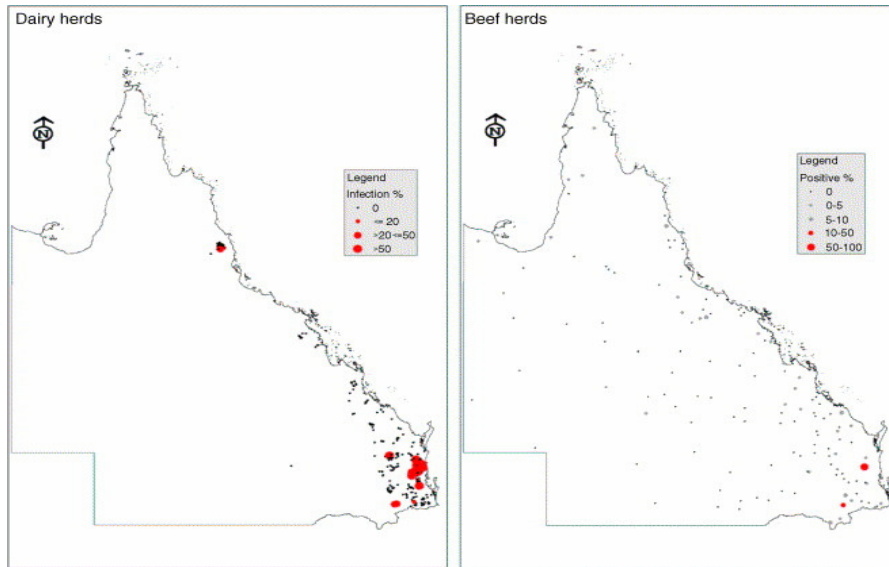 Dairy herds
N
Legend
Infection %
0
<= 20
>20<=50
>50
Beef herds
N
Legend
Positive %
0
0-5
5-10
10-50
50-100